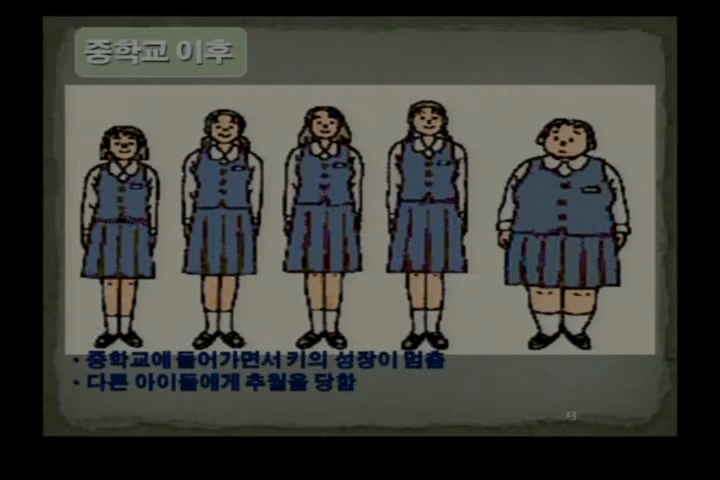 중학교 이후
• 중학교에 들어가면서 키의 성장이 멈춤
• 다른 아이들에게 추월을 당함
13